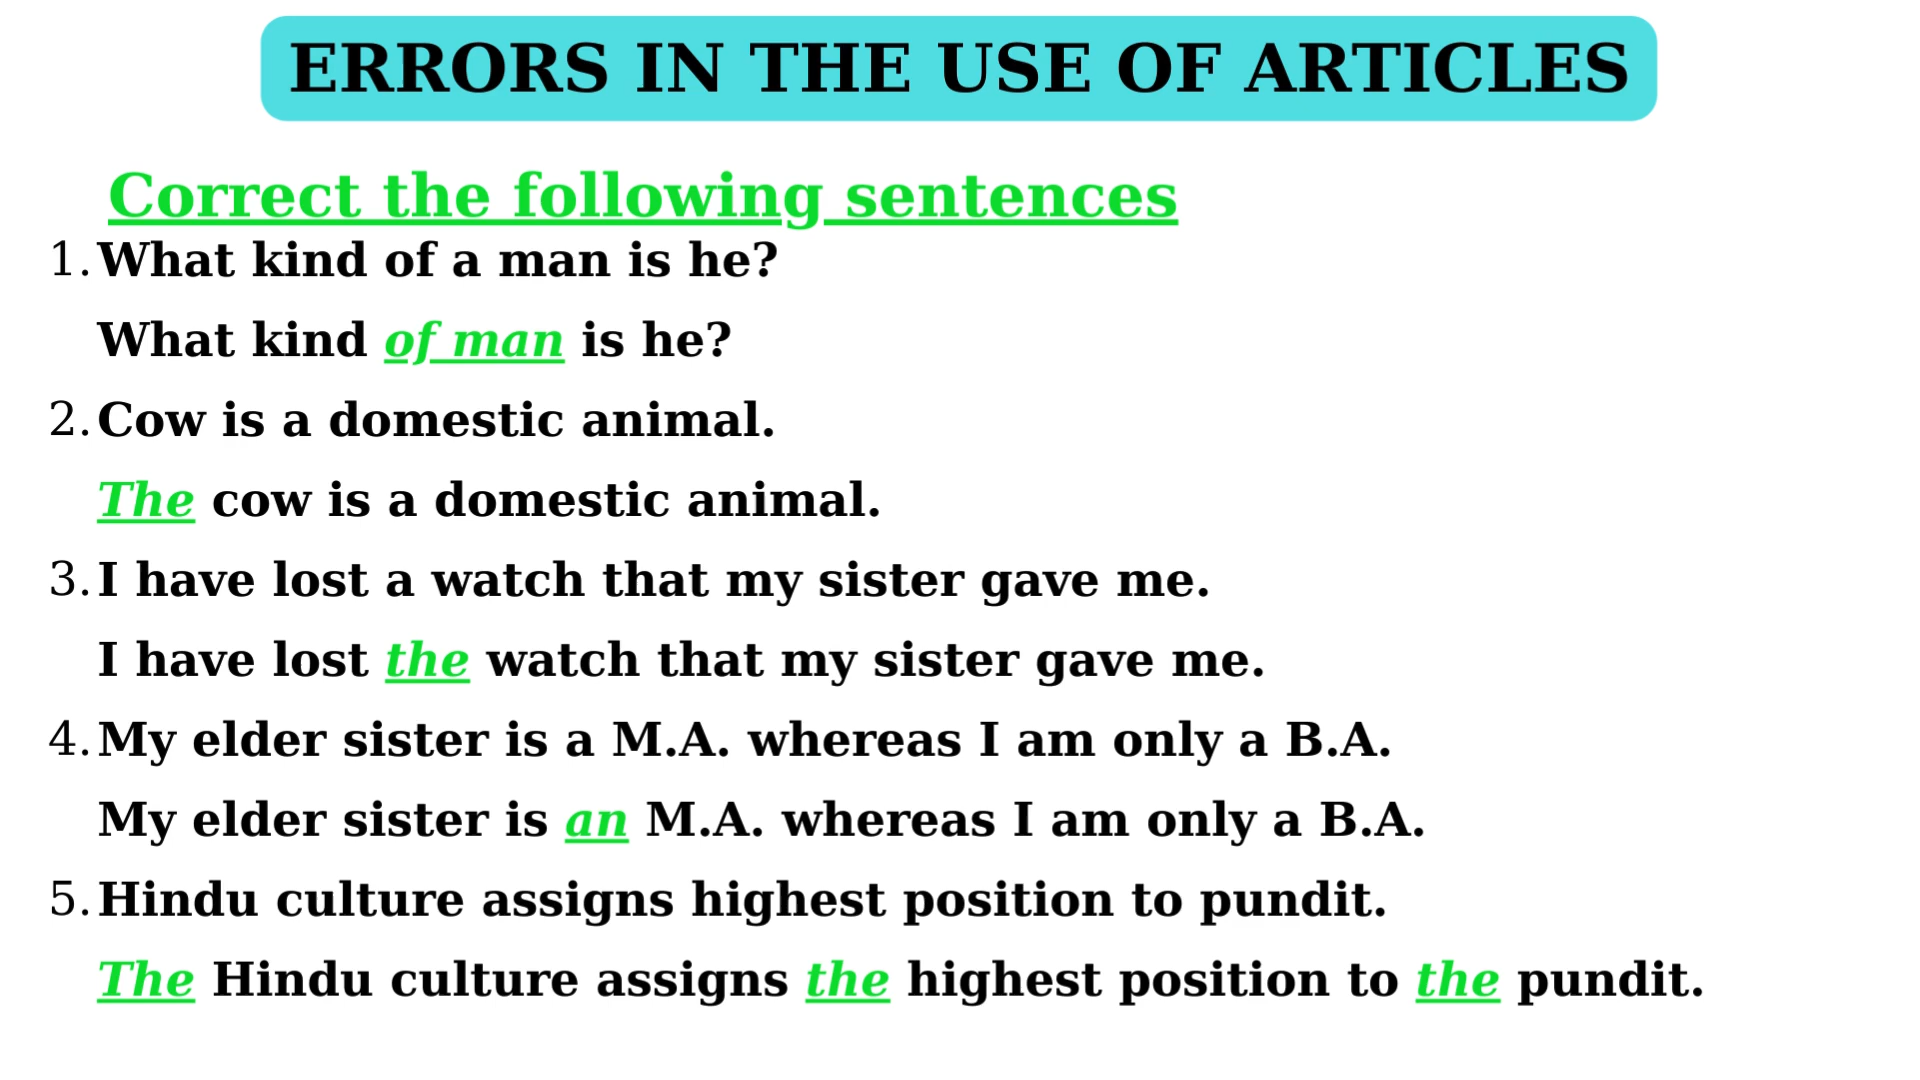 ERRORS IN THE USE OF ARTICLES
Correct the following sentences
1. What kind of a man is he?
What kind of man is he?
2. Cow is a domestic animal.
The cow is a domestic animal.
3. I have lost a watch that my sister gave me.
I have lost the watch that my sister gave me.
4. My elder sister is a M.A. whereas I am only a B.A.
My elder sister is an M.A. whereas I am only a B.A.
5. Hindu culture assigns highest position to pundit.
The Hindu culture assigns the highest position to the pundit.